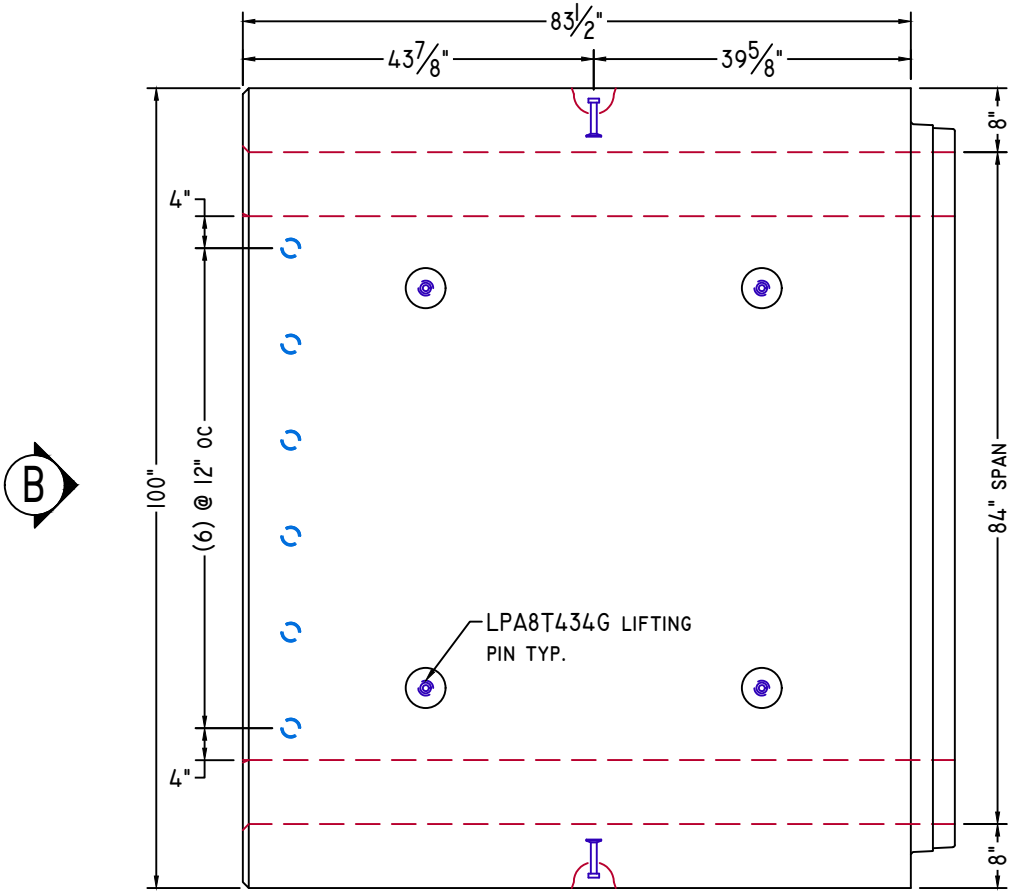 83 1/2"
43 7/8"
39 5/8"
8"
4"
100"
(6) @ 12" OC
B
84" SPAN
LPA8T434G LIFTING
PIN TYP.
4"
8"